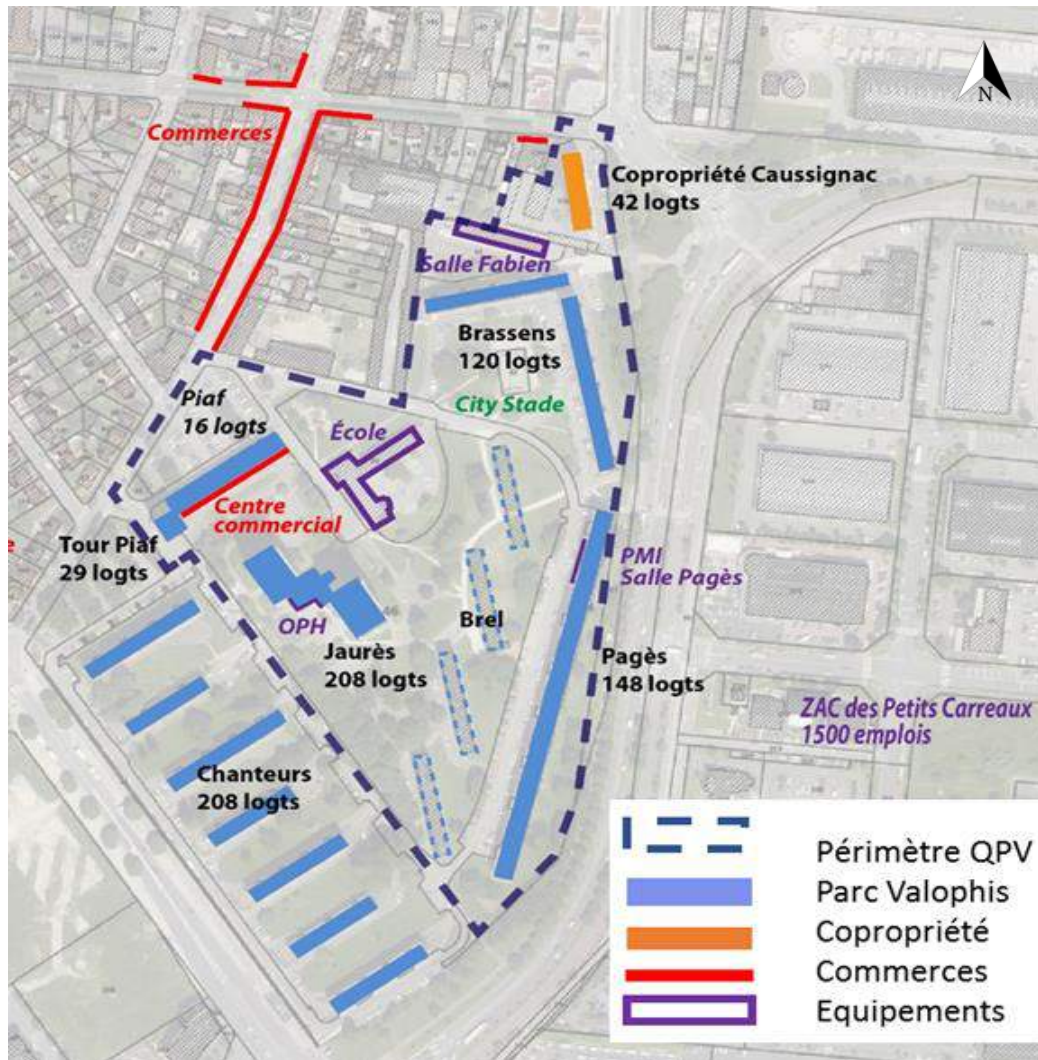 N
Commerces
Copropriété Caussignac
42 logts
Salle Fabien
Brassens
120 logts
City Stade
Piaf
16 logts
École
Centre
commercial
Tour Piaf
29 logts
PMI
Salle Pagès
OPH
Brel
Jaurès
208 logts
Pagès
148 logts
ZAC des Petits Carreaux
1500 emplois
Chanteurs
208 logts
Périmètre QPV
Parc Valophis
Copropriété
Commerces
Equipements